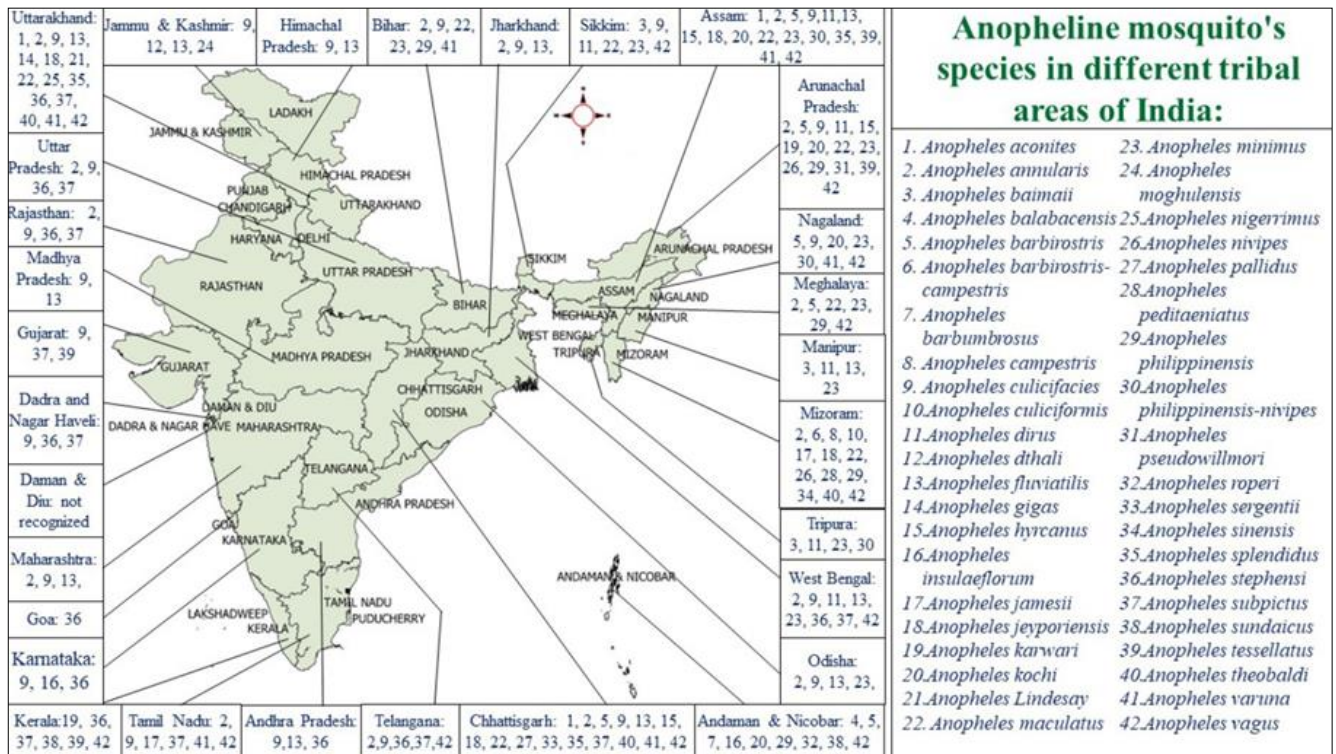 Uttarakhand:
1, 2, 9, 13,
14, 18, 21,
22, 25, 35,
36, 37,
40, 41, 42
Jammu & Kashmir: 9,
12, 13, 24
Himachal
Pradesh: 9, 13
Bihar: 2, 9, 22,
23, 29, 41
Jharkhand:
2, 9, 13,
Sikkim: 3, 9,
11, 22, 23, 42
Assam: 1, 2, 5, 9,11,13,
15, 18, 20, 22, 23, 30, 35, 39,
41, 42
Uttar
Pradesh: 2, 9,
36, 37
Rajasthan: 2,
9, 36, 37
Madhya
Pradesh: 9,
13
Gujarat: 9,
37, 39
Dadra and
Nagar Haveli:
9, 36, 37
Daman &
Diu: not
recognized
Maharashtra:
2, 9, 13,
Goa: 36
Karnataka:
9, 16, 36
LADAKH
JAMMU & KASHMIR
HIMACHAL PRADESH
PUNJAB
CHANDIGARH
UTTARAKHAND
HARYANA
DELHI
ARUNACHAL PRADESH
SIKKIM
UTTAR PRADESH
RAJASTHAN
ASSAM
NAGALAND
BIHAR
MEGHALAYA
MANIPUR
WEST BENGAL
TRIPURA
MIZORAM
JHARKHAND
MADHYA PRADESH
GUJARAT
CHHATTISGARH
DAMAN & DIU
ODISHA
DADRA & NAGAR HAVE
MAHARASHTRA
TELANGANA
ANDHRA PRADESH
GOA
KARNATAKA
ANDAMAN & NICOBAR
TAMIL NADU
LAKSHADWEEP
PUDUCHERRY
KERALA
Arunachal
Pradesh:
2, 5, 9, 11, 15,
19, 20, 22, 23,
26, 29, 31, 39,
42
Nagaland:
5, 9, 20, 23,
30, 41, 42
Meghalaya:
2, 5, 22, 23,
29, 42
Manipur:
3, 11, 13,
23
Mizoram:
2, 6, 8, 10,
17, 18, 22,
26, 28, 29,
34, 40, 42
Tripura:
3, 11, 23, 30
West Bengal:
2, 9, 11, 13,
23, 36, 37, 42
Odisha:
2, 9, 13, 23,
Kerala:19, 36,
37, 38, 39, 42
Tamil Nadu: 2,
9, 17, 37, 41, 42
Andhra Pradesh:
9,13, 36
Telangana:
2,9,36,37,42
Chhattisgarh: 1, 2, 5, 9, 13, 15,
18, 22, 27, 33, 35, 37, 40, 41, 42
Andaman & Nicobar: 4, 5,
7, 16, 20, 29, 32, 38, 42
Anopheline mosquito's
species in different tribal
areas of India:
1. Anopheles aconites
2. Anopheles annularis
3. Anopheles baimaii
4. Anopheles balabacensis
5. Anopheles barbirostris
6. Anopheles barbirostris-
campestris
7. Anopheles
barbumbrosus
8. Anopheles campestris
9. Anopheles culicifacies
10. Anopheles culiciformis
11.Anopheles dirus
12.Anopheles dthali
13.Anopheles fluviatilis
14.Anopheles gigas
15.Anopheles hyrcanus
16.Anopheles
insulaeflorum
17.Anopheles jamesii
18.Anopheles jeyporiensis
19.Anopheles karwari
20.Anopheles kochi
21.Anopheles Lindesay
22. Anopheles maculatus
23. Anopheles minimus
24. Anopheles
moghulensis
25.Anopheles nigerrimus
26.Anopheles nivipes
27.Anopheles pallidus
28.Anopheles
peditaeniatus
29.Anopheles
philippinensis
30.Anopheles
philippinensis-nivipes
31.Anopheles
pseudowillmori
32.Anopheles roperi
33.Anopheles sergentii
34.Anopheles sinensis
35.Anopheles splendidus
36.Anopheles stephensi
37.Anopheles subpictus
38.Anopheles sundaicus
39.Anopheles tessellatus
40.Anopheles theobaldi
41.Anopheles varuna
42.Anopheles vagus